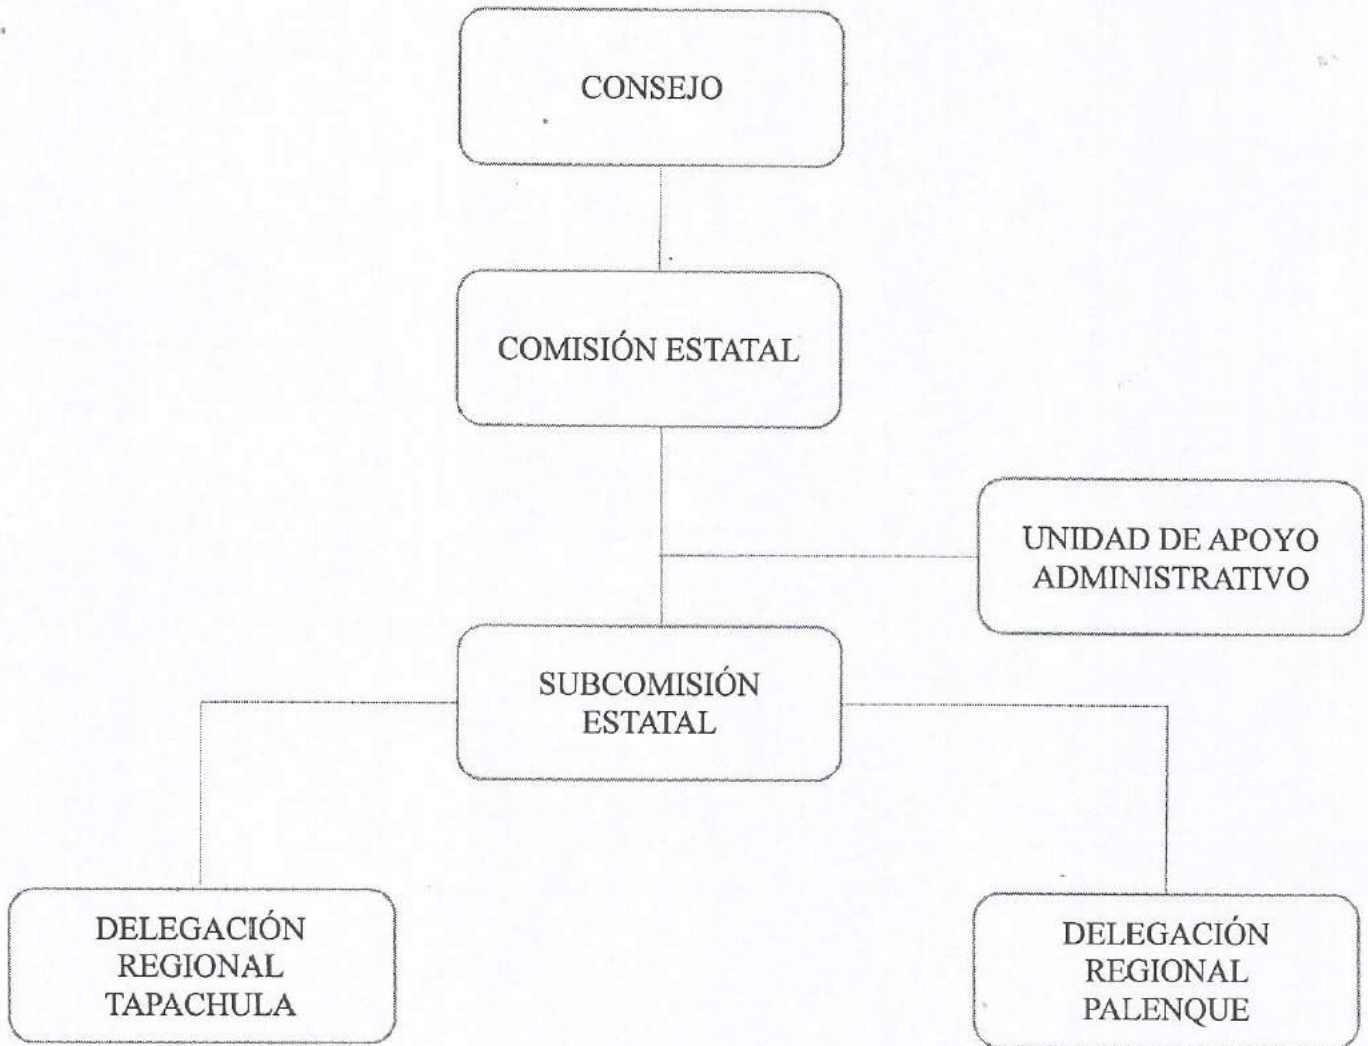 CONSEJO
COMISIÓN ESTATAL
UNIDAD DE APOYO
ADMINISTRATIVO
SUBCOMISIÓN
ESTATAL
DELEGACIÓN
REGIONAL
TAPACHULA
DELEGACIÓN
REGIONAL
PALENQUE